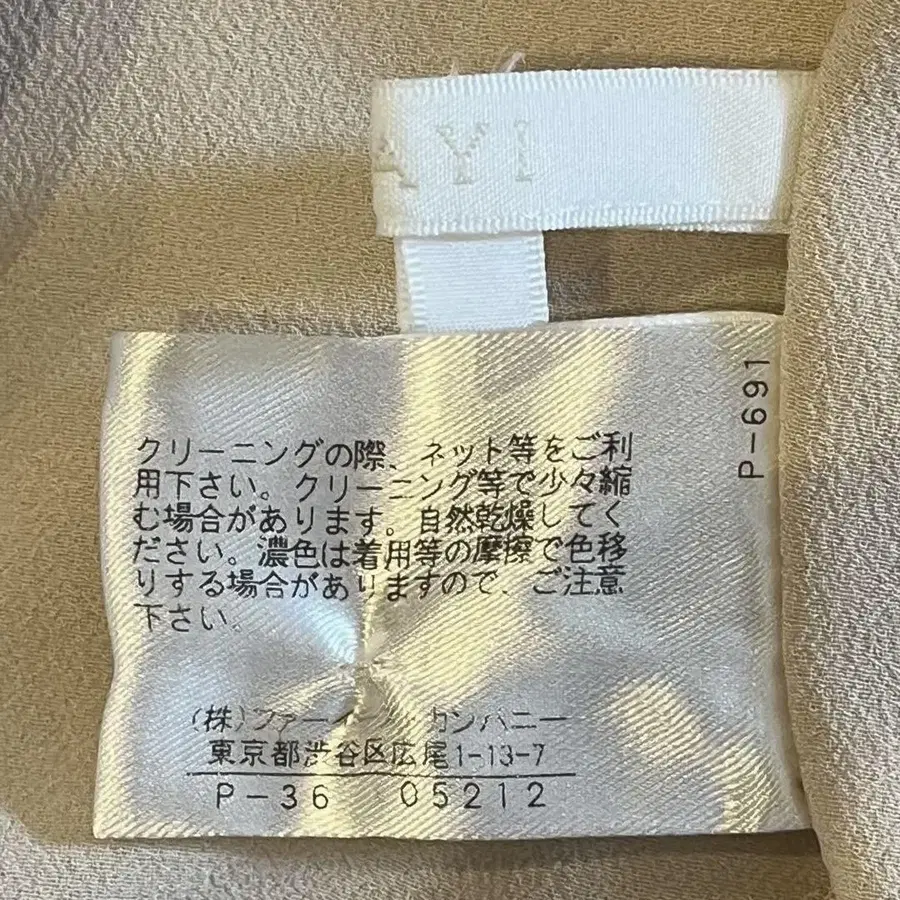 AYI
P-691
クリーニングの際、ネット等をご利
用下さい。クリーニング等で少々縮
む場合があります。自然乾燥してく
ださい。濃色は着用等の摩擦で色移
りする場合がありますので、ご注意
下さい。
(株)ファーイースト・カンパニー
東京都渋谷区広尾1-13-7
P-36 05212